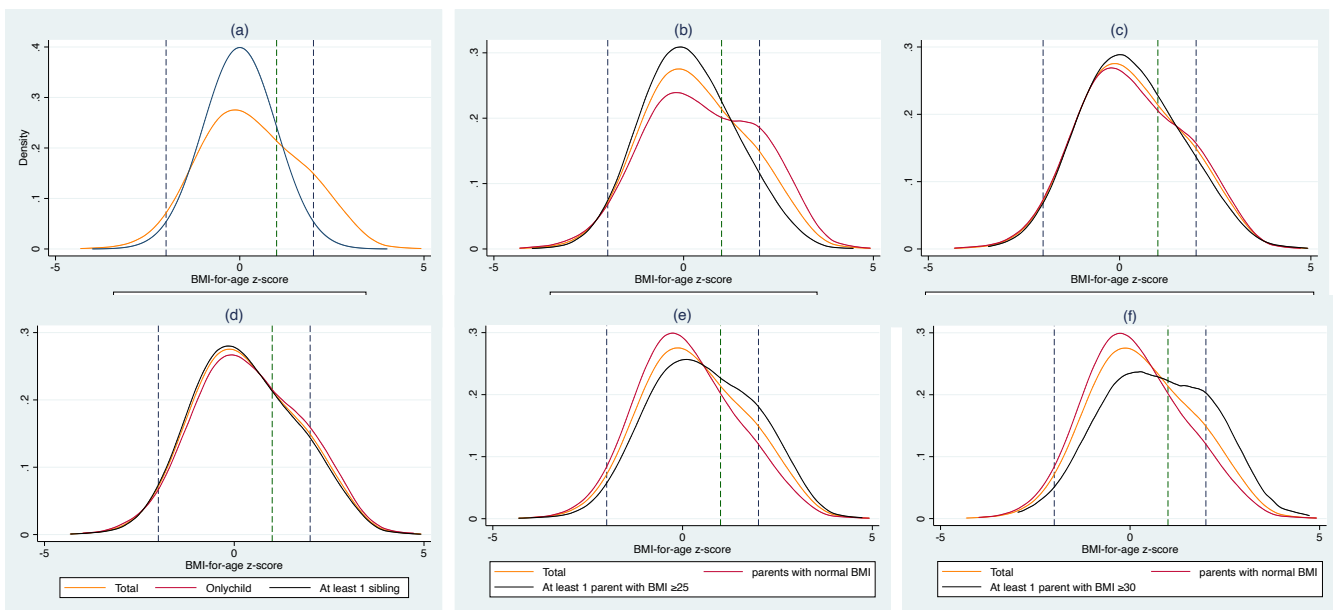 (a)
.4
.3
.2
.1
0
Density
-5 0 5
BMI-for-age z-score
(b)
.3
.2
.1
0
-5 0 5
BMI-for-age z-score
(c)
.3
.2
.1
0
-5 0 5
BMI-for-age z-score
(d)
.3
.2
.1
0
-5 0 5
BMI-for-age z-score
Total Onlychild At least 1 sibling
(e)
.3
.2
.1
0
-5 0 5
BMI-for-age z-score
Total parents with normal BMI
At least 1 parent with BMI ≥25
(f)
.3
.2
.1
0
-5 0 5
BMI-for-age z-score
Total parents with normal BMI
At least 1 parent with BMI ≥30